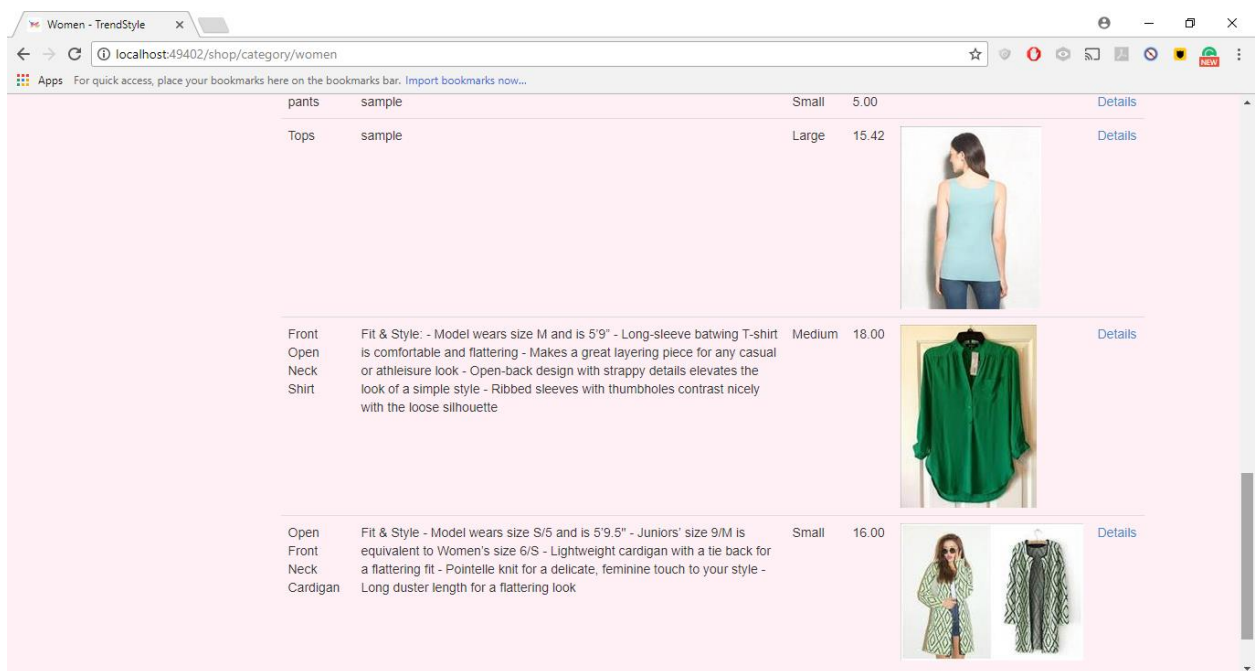 Women - TrendStyle
localhost:49402/shop/category/women
Apps For quick access, place your bookmarks here on the bookmarks bar. Import bookmarks now...
NEW
pants sample Small 5.00 Details
Tops sample Large 15.42 Details
Front Fit & Style: - Model wears size M and is 5'9" - Long-sleeve batwing T-shirt Medium 18.00 Details
Open is comfortable and flattering - Makes a great layering piece for any casual
Neck or athleisure look - Open-back design with strappy details elevates the
Shirt look of a simple style - Ribbed sleeves with thumbholes contrast nicely
with the loose silhouette
Open Fit & Style - Model wears size S/5 and is 5'9.5" - Juniors' size 9/M is Small 16.00 Details
Front equivalent to Women's size 6/S - Lightweight cardigan with a tie back for
Neck a flattering fit - Pointelle knit for a delicate, feminine touch to your style -
Cardigan Long duster length for a flattering look